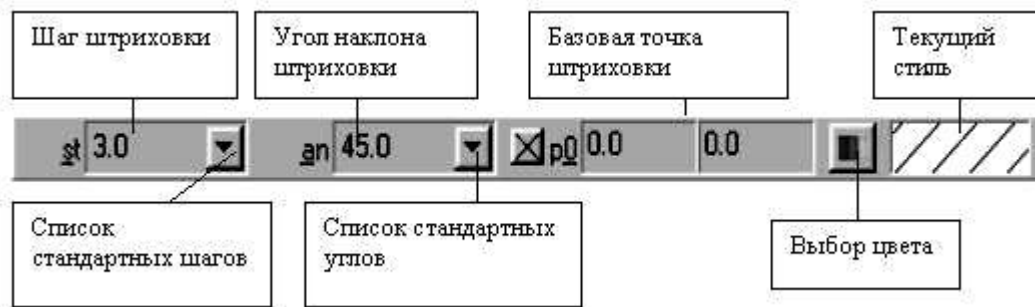 Шаг штриховки
Угол наклона
штриховки
Базовая точка
штриховки
Текущий
стиль
st 3.0 an 45.0 p0 0.0 0.0
Список
стандартных шагов
Список стандартных
углов
Выбор цвета